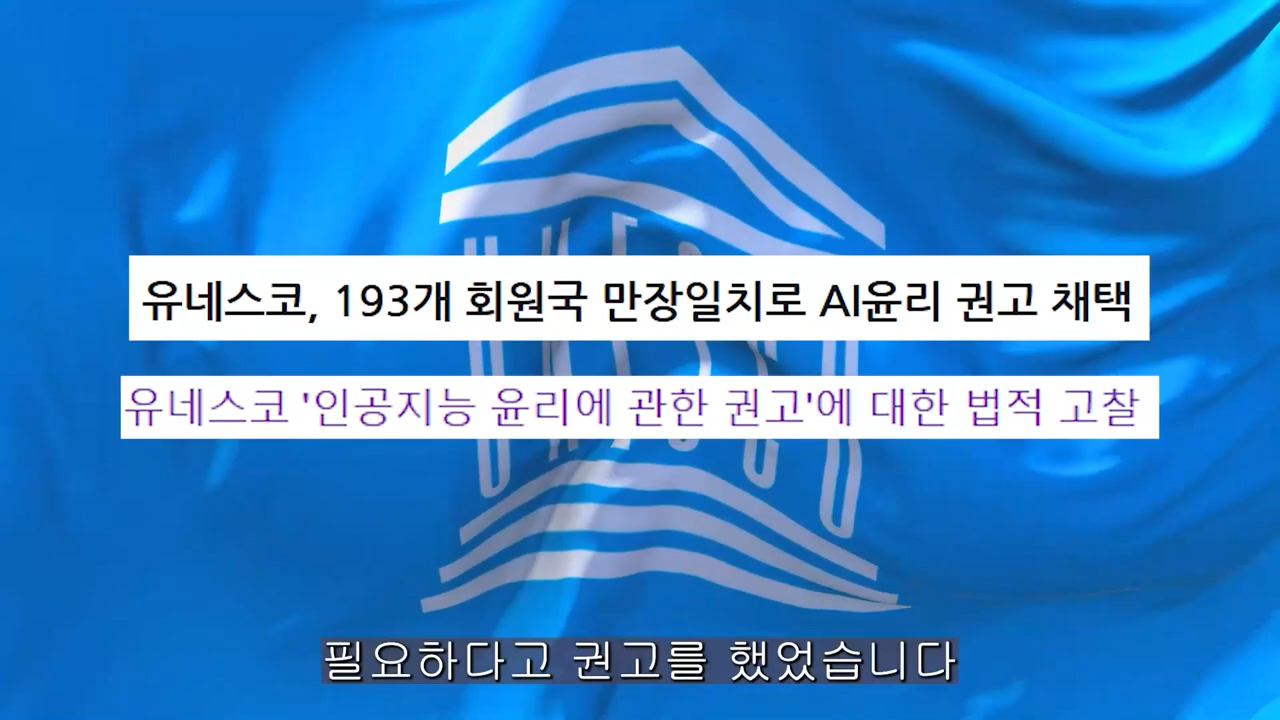 유네스코, 193개 회원국 만장일치로 AI윤리 권고 채택
유네스코 '인공지능 윤리에 관한 권고'에 대한 법적 고찰
필요하다고 권고를 했었습니다